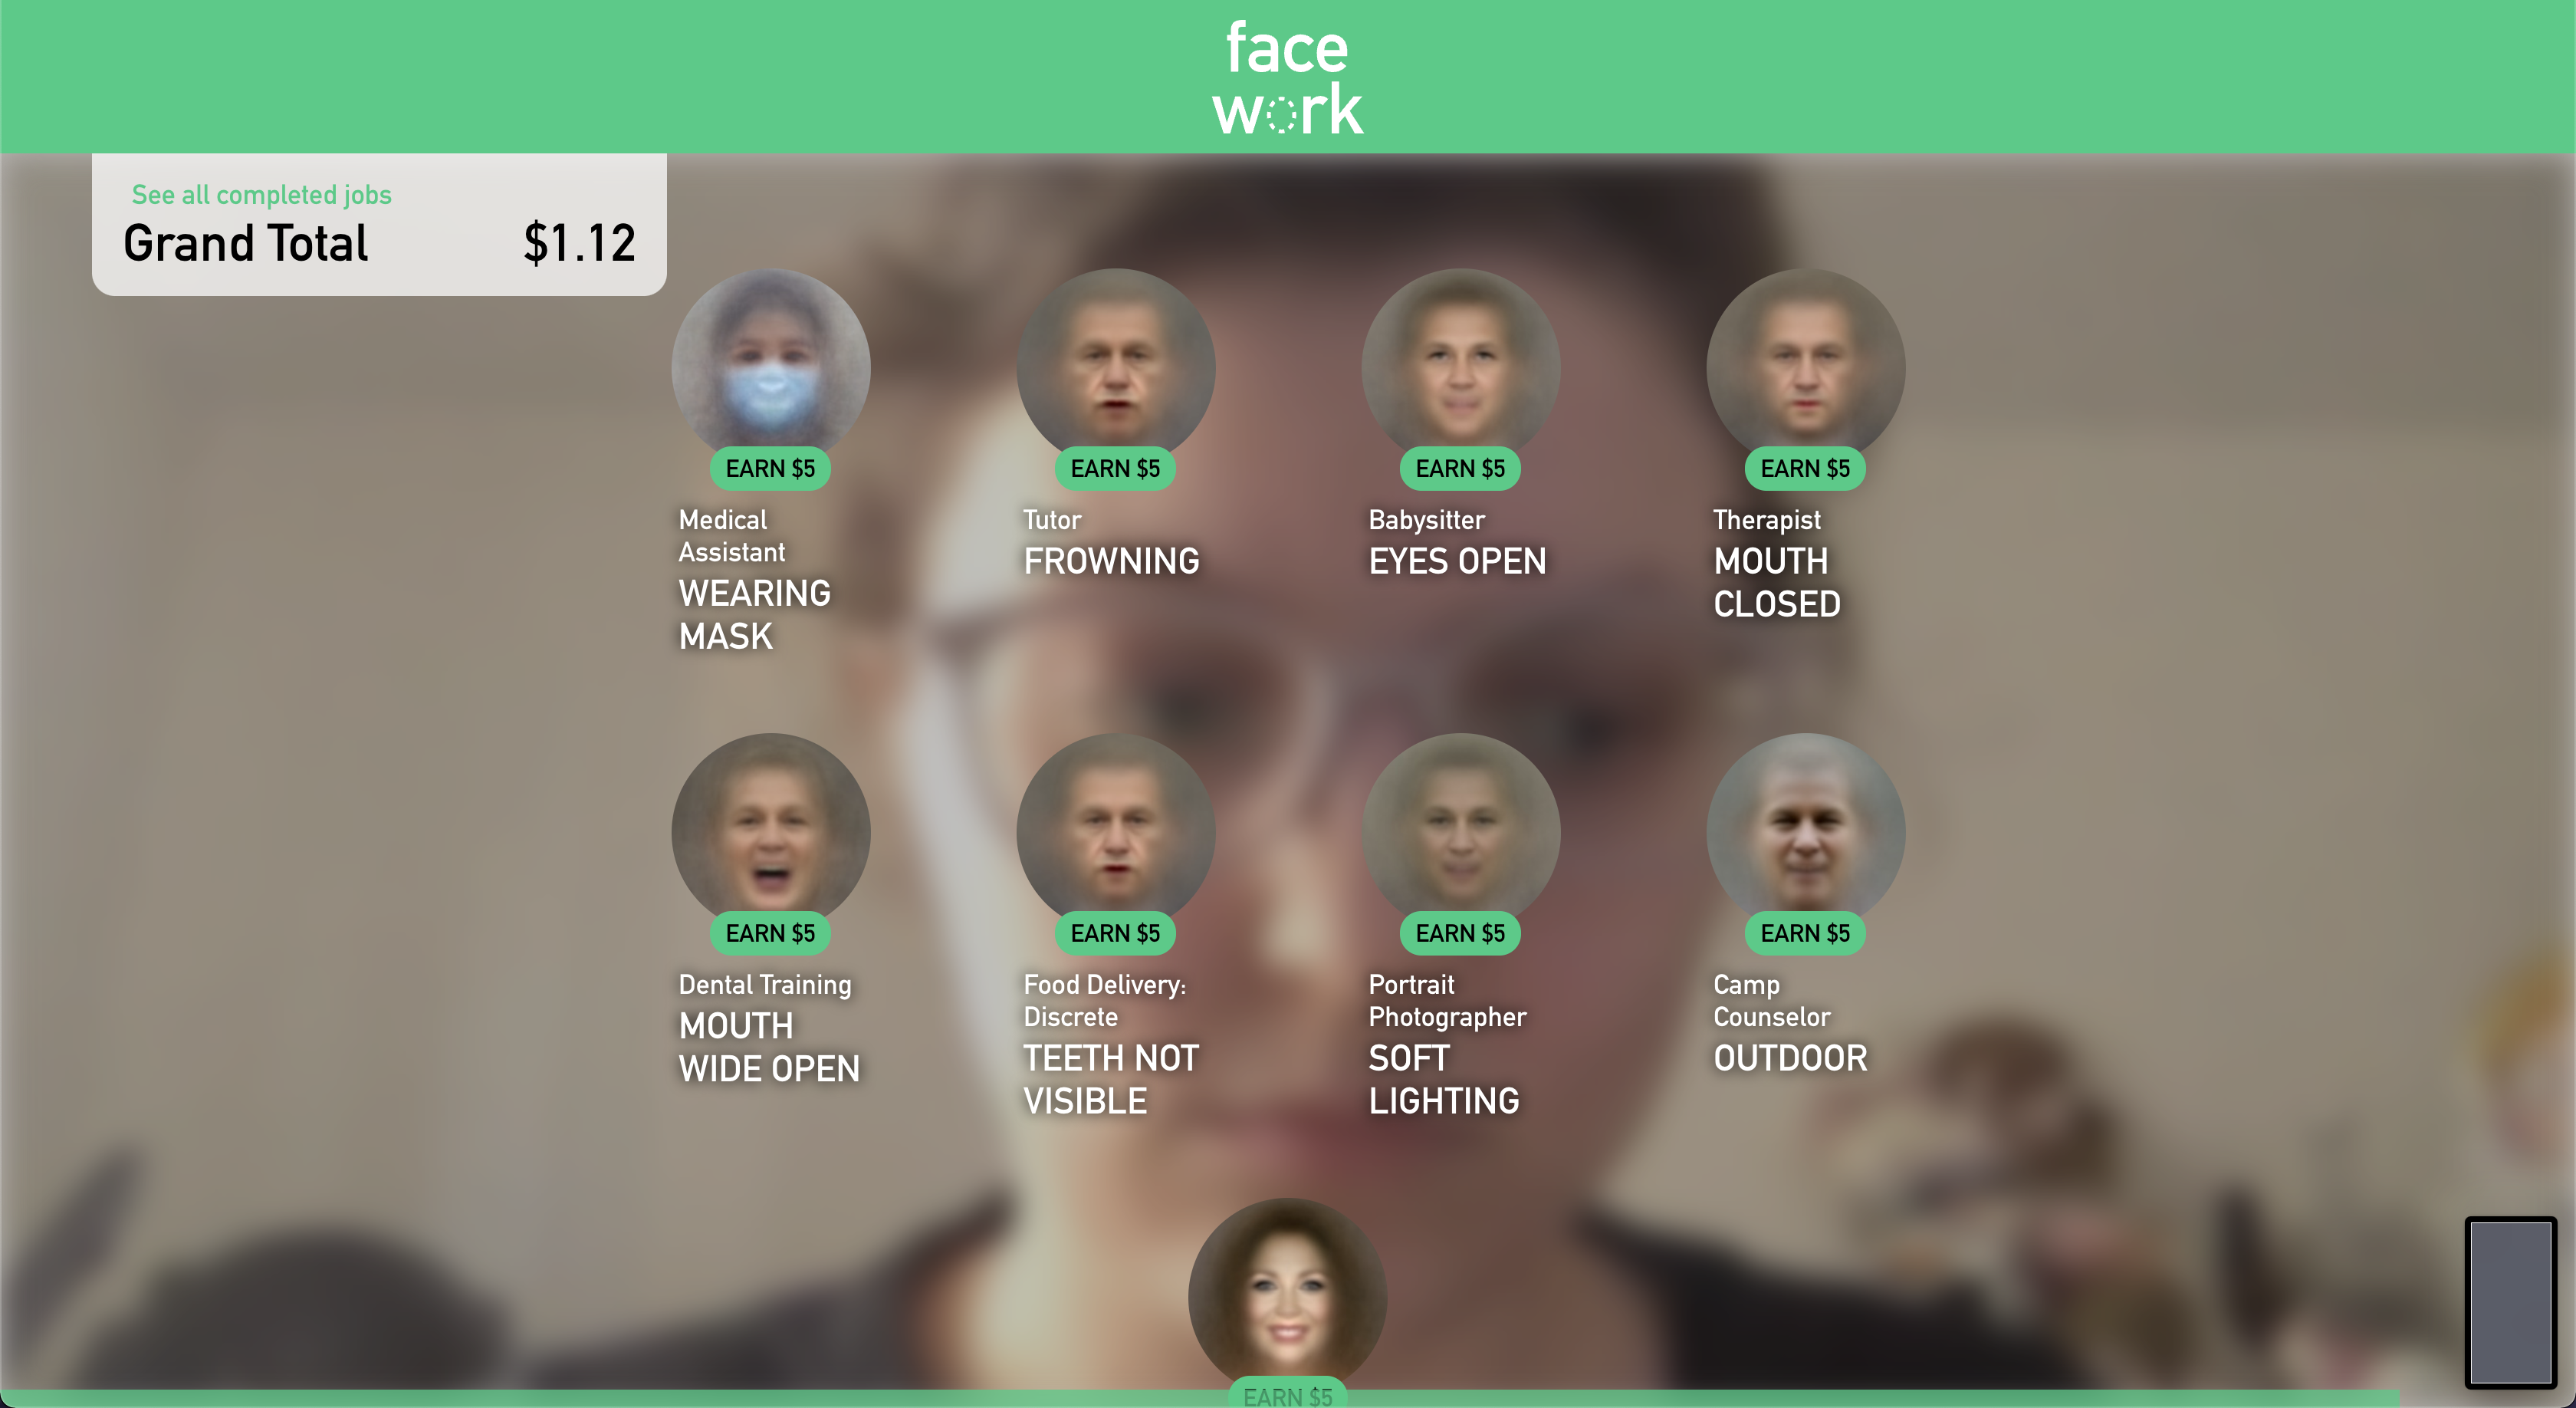 face
work
See all completed jobs
Grand Total $1.12
EARN $5
Medical
Assistant
WEARING
MASK
EARN $5
Tutor
FROWNING
EARN $5
Babysitter
EYES OPEN
EARN $5
Therapist
MOUTH
CLOSED
EARN $5
Dental Training
MOUTH
WIDE OPEN
EARN $5
Food Delivery:
Discrete
TEETH NOT
VISIBLE
EARN $5
Portrait
Photographer
SOFT
LIGHTING
EARN $5
Camp
Counselor
OUTDOOR
EARN $5